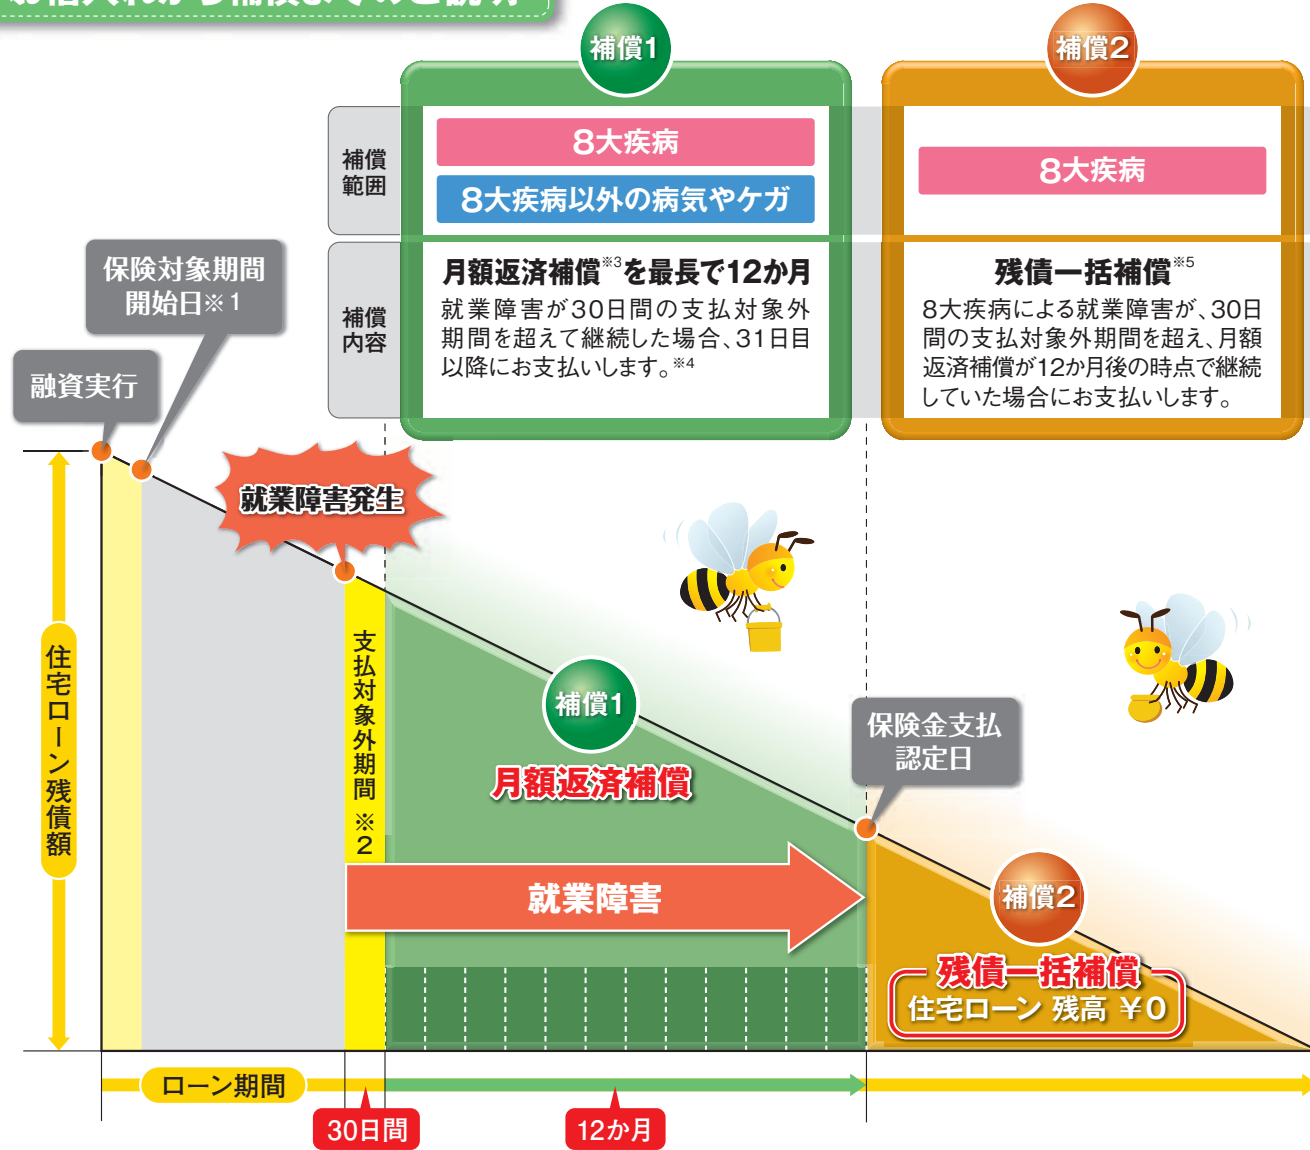 補償1
補償2
補償
範囲
8大疾病
8大疾病以外の病気やケガ
8大疾病
補償
内容
月額返済補償※3を最長で12か月
就業障害が30日間の支払対象外
期間を超えて継続した場合、31日目
以降にお支払いします。※4
残債一括補償※5
8大疾病による就業障害が、30日
間の支払対象外期間を超え、月額
返済補償が12か月後の時点で継続
していた場合にお支払いします。
保険対象期間
開始日※1
融資実行
就業障害発生
住宅ローン残債額
支払対象外期間※2
補償1
月額返済補償
保険金支払
認定日
就業障害
補償2
残債一括補償
住宅ローン 残高 ¥0
ローン期間
30日間
12か月